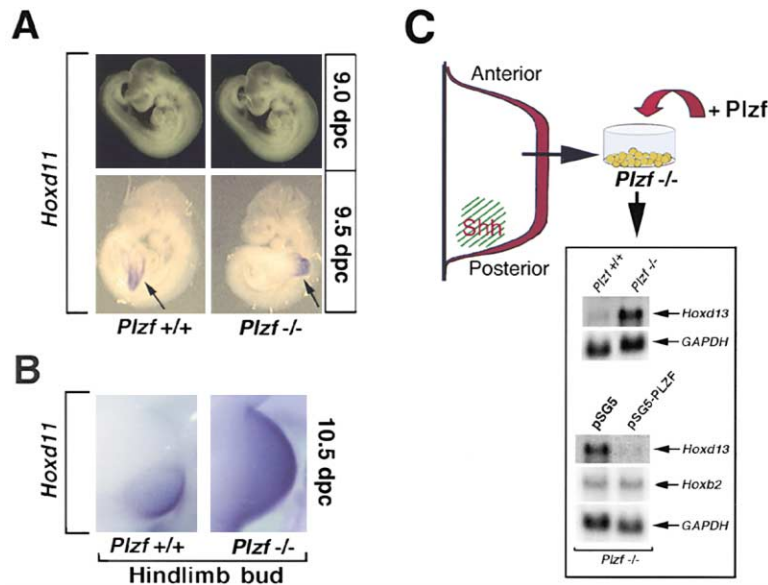 A
Hoxd11
9.0 dpc
9.5 dpc
Plzf +/+
Plzf -/-
B
Hoxd11
10.5 dpc
Plzf +/+
Plzf -/-
Hindlimb bud
C
Anterior
Shh
Posterior
+ Plzf
Plzf -/-
Plzf +/+
Plzf -/-
Hoxd13
GAPDH
pSG5
pSG5-PLZF
Hoxd13
Hoxb2
GAPDH
Plzf -/-